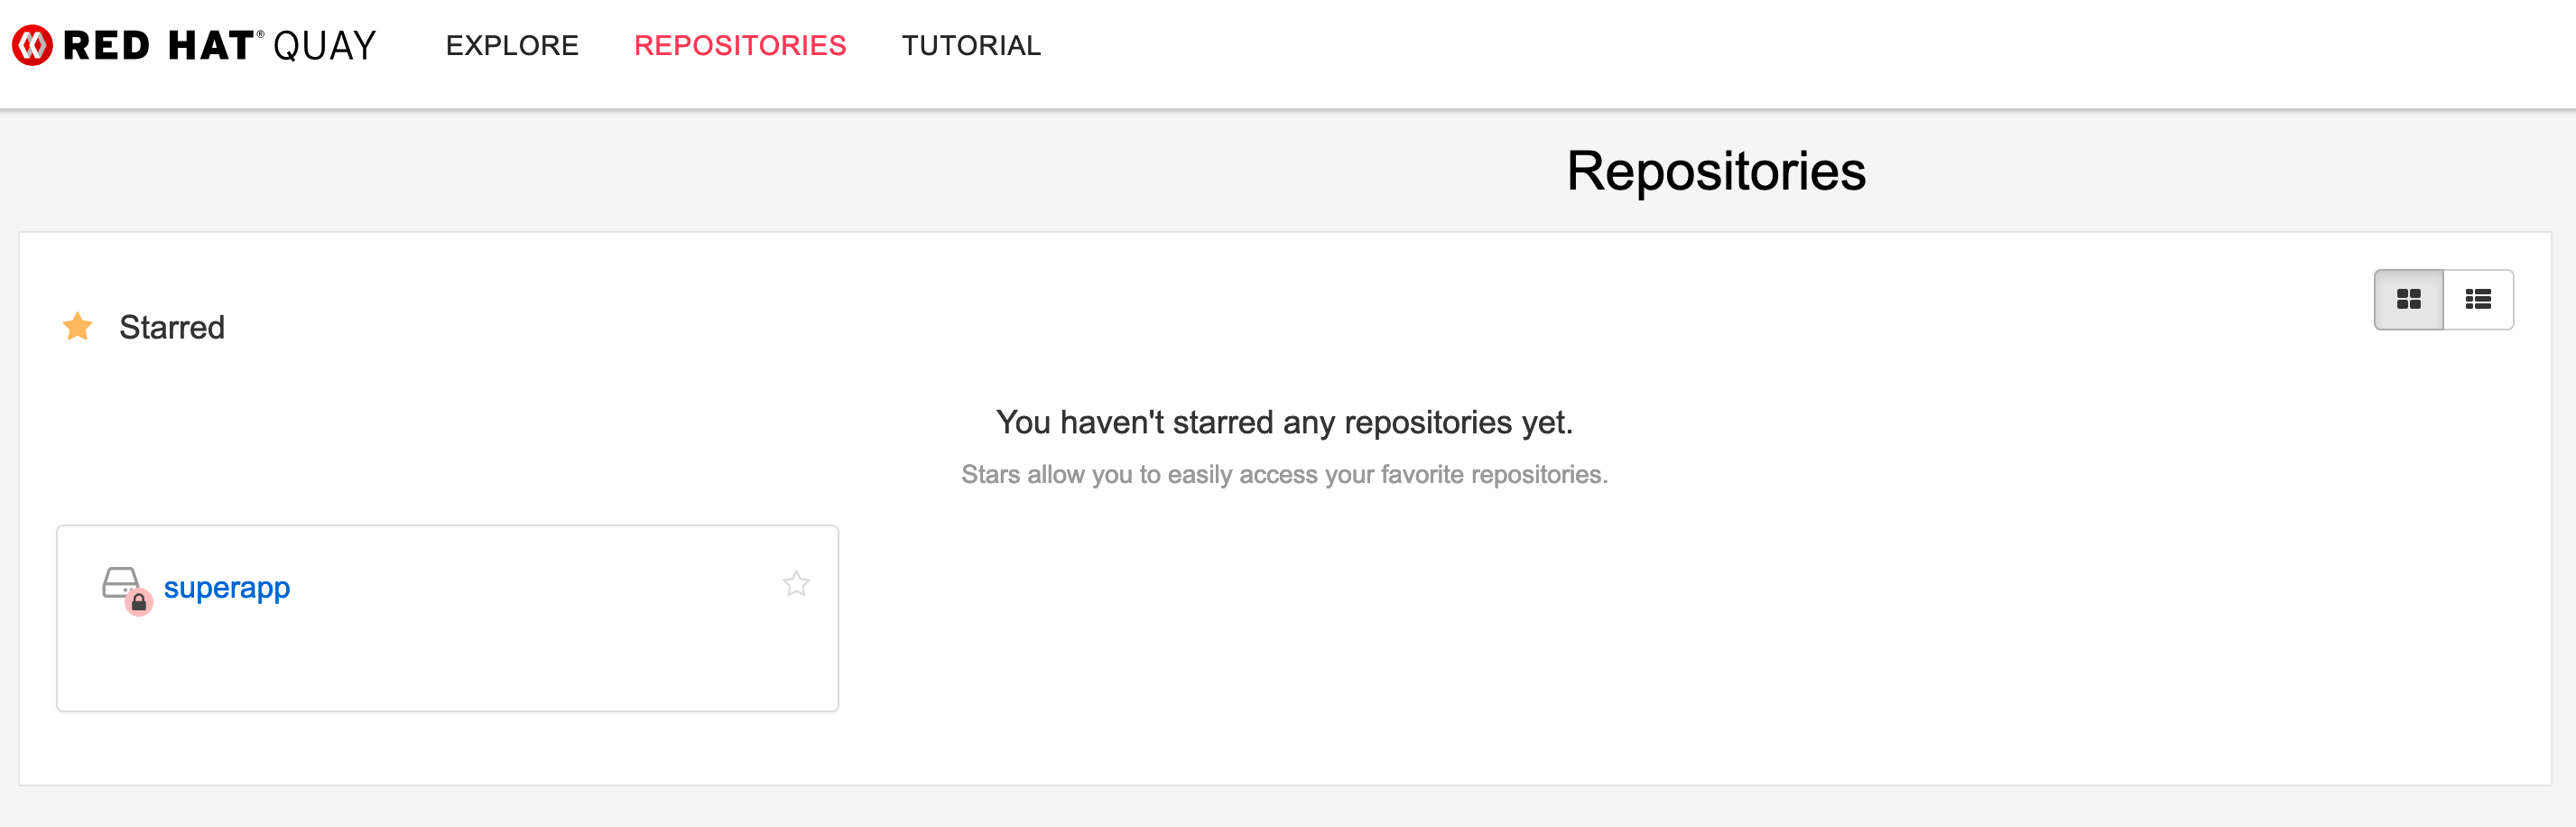 RED HAT® QUAY EXPLORE REPOSITORIES TUTORIAL
Repositories
Starred
You haven't starred any repositories yet.
Stars allow you to easily access your favorite repositories.
superapp